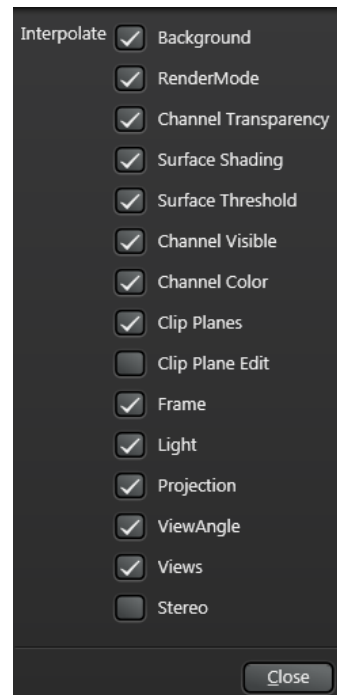 Interpolate Background
RenderMode
Channel Transparency
Surface Shading
Surface Threshold
Channel Visible
Channel Color
Clip Planes
Clip Plane Edit
Frame
Light
Projection
ViewAngle
Views
Stereo
Close